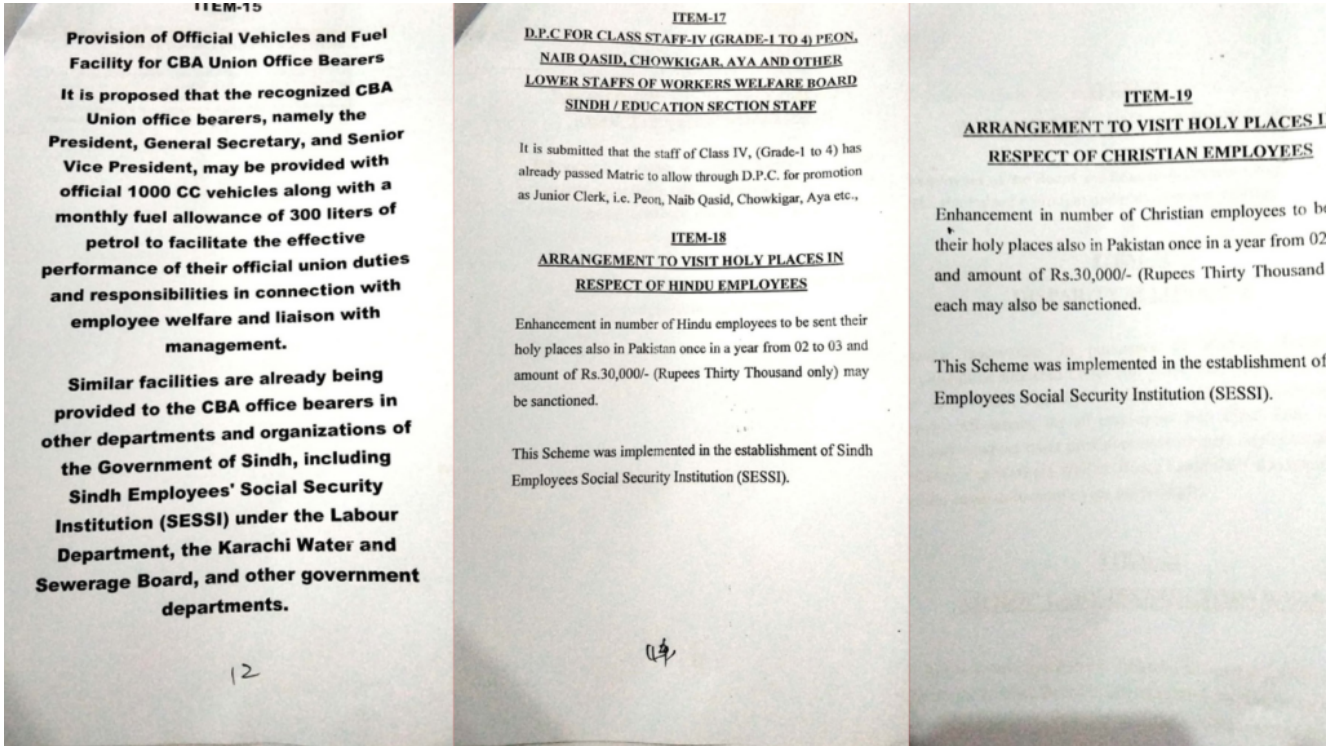 ITEM-15
Provision of Official Vehicles and Fuel
Facility for CBA Union Office Bearers
It is proposed that the recognized CBA
Union office bearers, namely the
President, General Secretary, and Senior
Vice President, may be provided with
official 1000 CC vehicles along with a
monthly fuel allowance of 300 liters of
petrol to facilitate the effective
performance of their official union duties
and responsibilities in connection with
employee welfare and liaison with
management.
Similar facilities are already being
provided to the CBA office bearers in
other departments and organizations of
the Government of Sindh, including
Sindh Employees' Social Security
Institution (SESSI) under the Labour
Department, the Karachi Water and
Sewerage Board, and other government
departments.
12
ITEM-17
D.P.C FOR CLASS STAFF-IV (GRADE-1 TO 4) PEON,
NAIB QASID, CHOWKIGAR, AYA AND OTHER
LOWER STAFFS OF WORKERS WELFARE BOARD
SINDH / EDUCATION SECTION STAFF
It is submitted that the staff of Class IV, (Grade-1 to 4) has
already passed Matric to allow through D.P.C. for promotion
as Junior Clerk, i.e. Peon, Naib Qasid, Chowkigar, Aya etc.,
ITEM-18
ARRANGEMENT TO VISIT HOLY PLACES IN
RESPECT OF HINDU EMPLOYEES
Enhancement in number of Hindu employees to be sent their
holy places also in Pakistan once in a year from 02 to 03 and
amount of Rs.30,000/- (Rupees Thirty Thousand only) may
be sanctioned.
This Scheme was implemented in the establishment of Sindh
Employees Social Security Institution (SESSI).
ITEM-19
ARRANGEMENT TO VISIT HOLY PLACES
RESPECT OF CHRISTIAN EMPLOYEES
Enhancement in number of Christian employees to
their holy places also in Pakistan once in a year from 02
and amount of Rs.30,000/- (Rupees Thirty Thousand
each may also be sanctioned.
This Scheme was implemented in the establishment of
Employees Social Security Institution (SESSI).